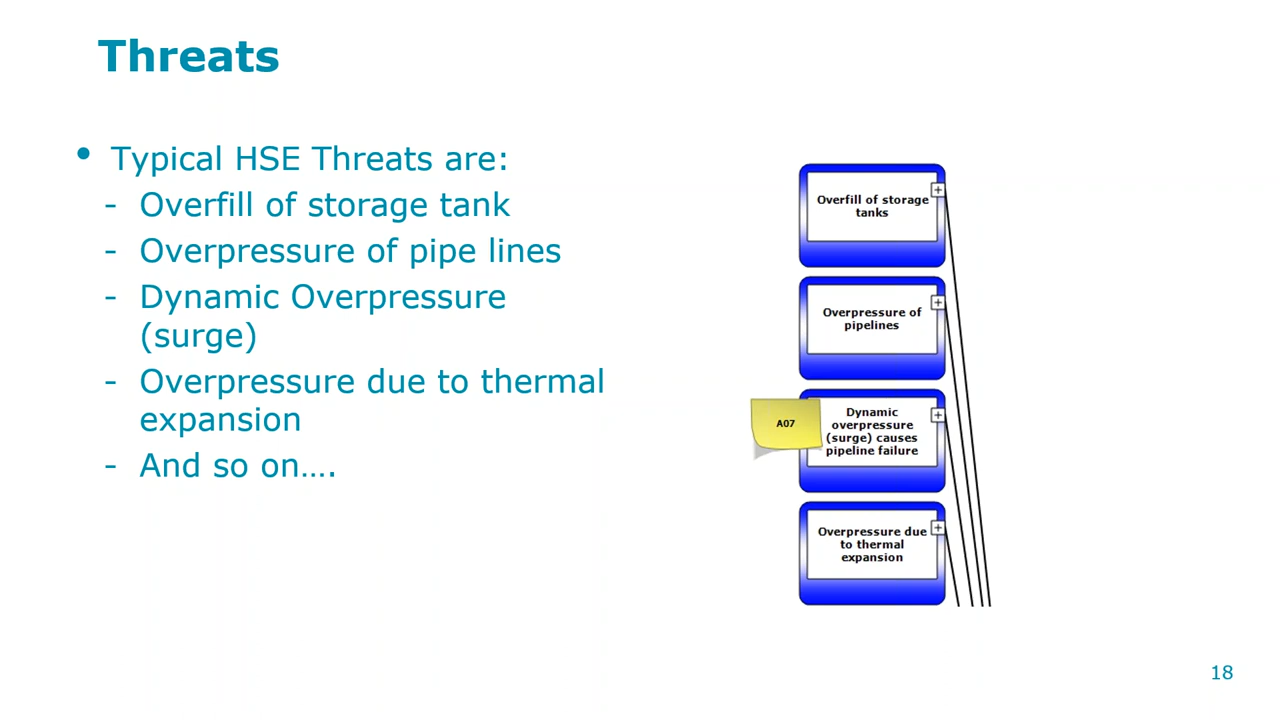 Threats
• Typical HSE Threats are:
- Overfill of storage tank
- Overpressure of pipe lines
- Dynamic Overpressure
(surge)
- Overpressure due to thermal
expansion
- And so on….
Overfill of storage
tanks
Overpressure of
pipelines
A07
Dynamic
overpressure
(surge) causes
pipeline failure
Overpressure due
to thermal
expansion
18